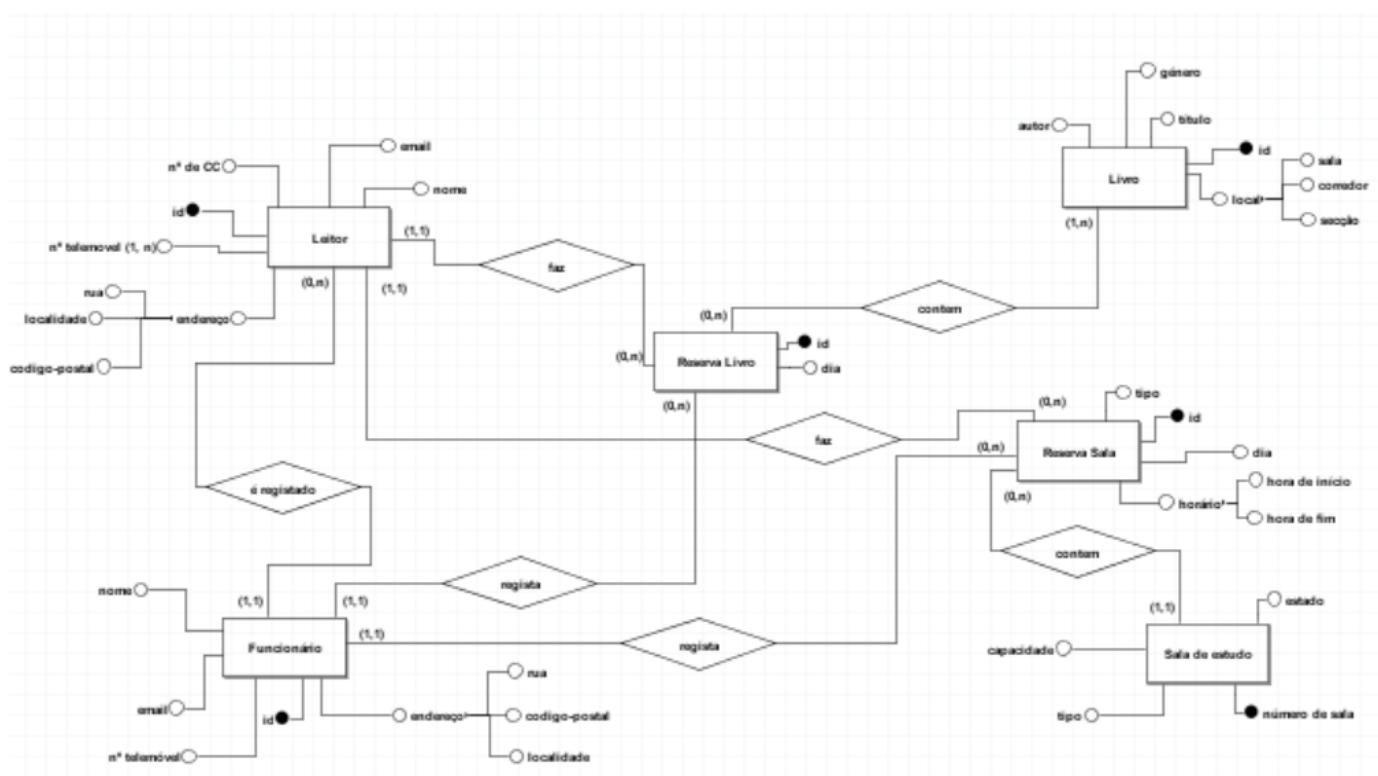 género
autor
título
id
sala
Livro
local
corredor
secção
(1,n)
email
nº de CC
nome
id
Leitor
(1,1)
nº telemovel (1, n)
(0,n)
(1,1)
rua
localidade
endereço
codigo-postal
faz
contem
(0,n)
id
(0,n)
Reserva Livro
dia
(0,n)
tipo
(0,n)
id
faz
(0,n)
Reserva Sala
dia
(0,n)
hora de início
horário
hora de fim
é registado
contem
regista
nome
(1,1)
(1,1)
(1,1)
estado
(1,1)
Funcionário
regista
capacidade
Sala de estudo
rua
email
id
endereço
codigo-postal
tipo
número de sala
nº telemóvel
localidade